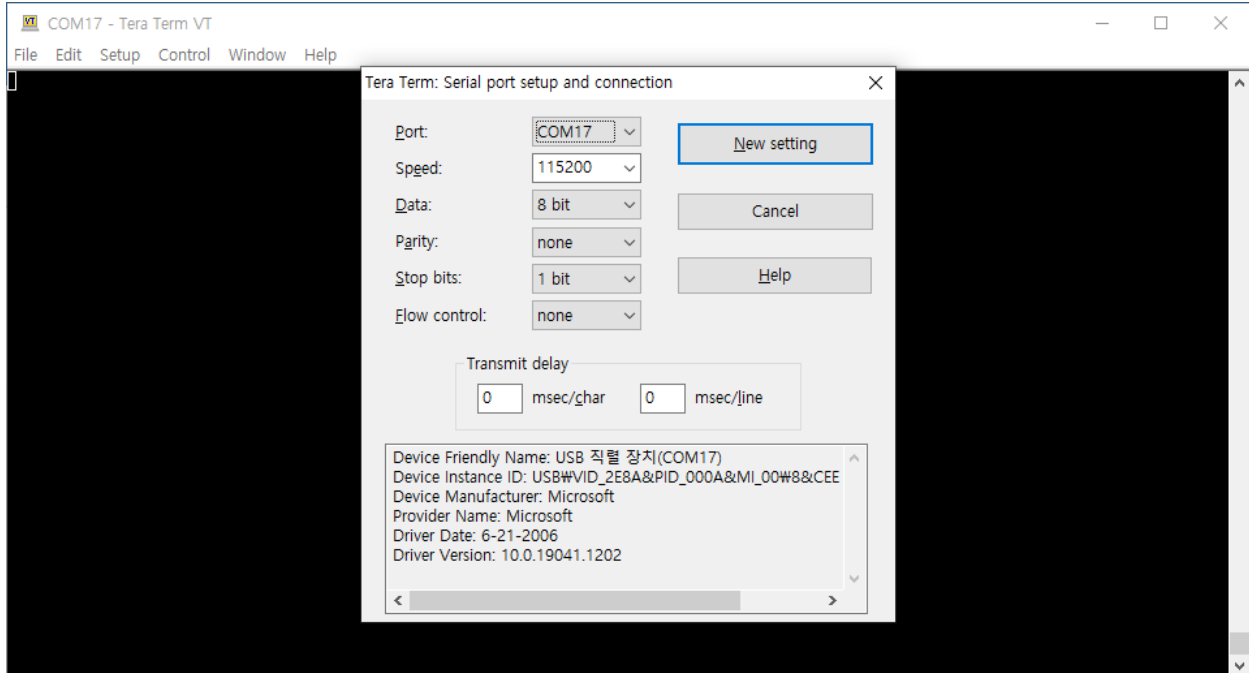 COM17 - Tera Term VT
File Edit Setup Control Window Help
Tera Term: Serial port setup and connection
Port: COM17
New setting
Speed: 115200
Data: 8 bit
Cancel
Parity: none
Stop bits: 1 bit
Help
Flow control: none
Transmit delay
0 msec/char 0 msec/line
Device Friendly Name: USB 직렬 장치(COM17)
Device Instance ID: USB₩VID_2E8A&PID_000A&MI_00₩8&CEE
Device Manufacturer: Microsoft
Provider Name: Microsoft
Driver Date: 6-21-2006
Driver Version: 10.0.19041.1202